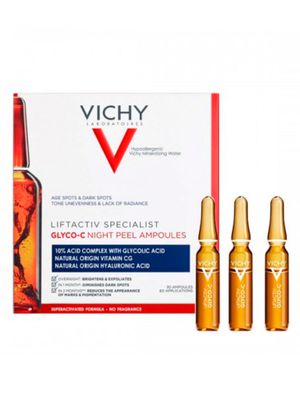 VICHY
LABORATOIRES
Hypoallergenic
Vichy Mineralizing Water
AGE SPOTS & DARK SPOTS
TONE UNEVENNESS & LACK OF RADIANCE
LIFTACTIV SPECIALIST
GLYCO-C NIGHT PEEL AMPOULES
10% ACID COMPLEX WITH GLYCOLIC ACID
NATURAL ORIGIN VITAMIN CG
NATURAL ORIGIN HYALURONIC ACID
OVERNIGHT: BRIGHTENS & EXFOLIATES
IN 1 MONTH: DIMINISHES DARK SPOTS
IN 2 MONTHS: REDUCES THE APPEARANCE
OF MARKS & PIGMENTATION
30 AMPOULES
SUPERACTIVATED FORMULA - NO FRAGRANCE
VICHY
VICHY
VICHY
GLYCO-C
GLYCO-C
GLYCO-C